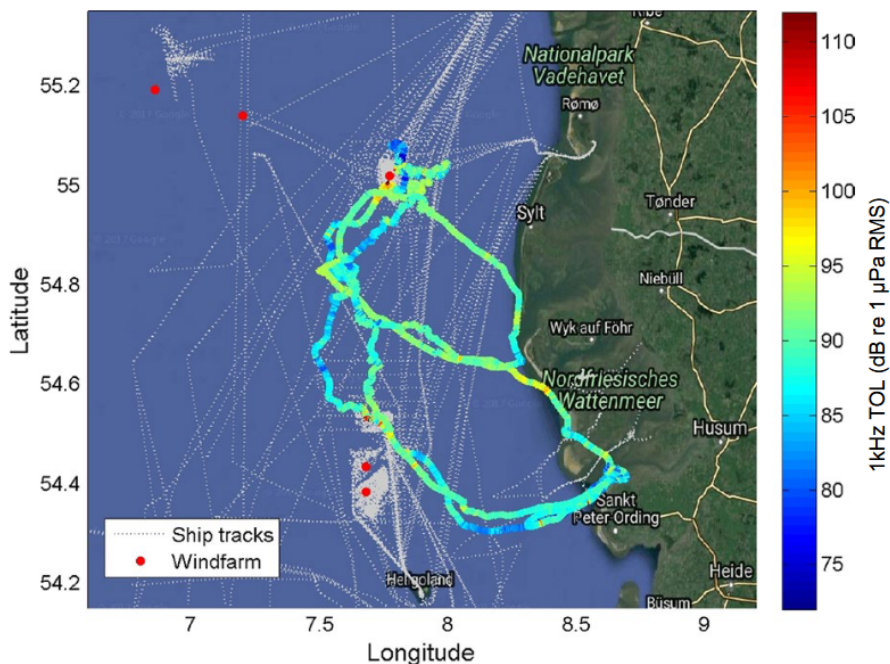 Ribe
Nationalpark
Vadehavet
Rømø
Sylt
Tønder
Niebüll
Wyk auf Föhr
Nordfriesisches
Wattenmeer
Husum
Sankt
Peter-Ording
Heide
Helgoland
Büsum
Ship tracks
Windfarm
55.2
55
54.8
54.6
54.4
54.2
Latitude
7
7.5
8
8.5
9
Longitude
110
105
100
95
90
85
80
75
1kHz TOL (dB re 1 µPa RMS)
© 2017 Google